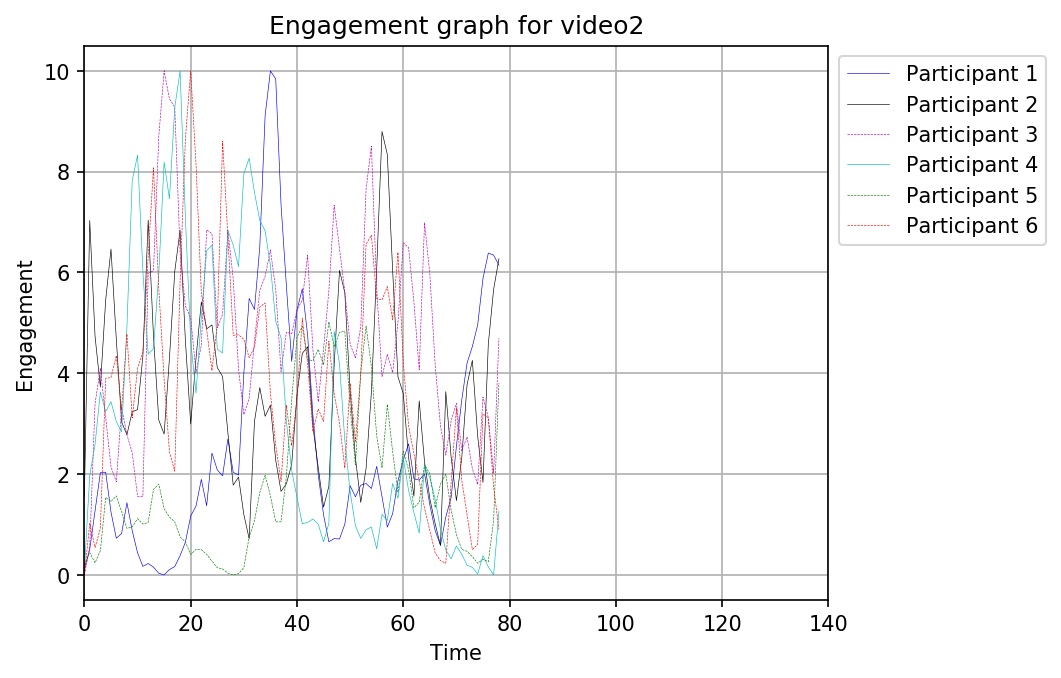 Engagement graph for video2
Participant 1
Participant 2
Participant 3
Participant 4
Participant 5
Participant 6
Engagement
10
8
6
4
2
0
0 20 40 60 80 100 120 140
Time